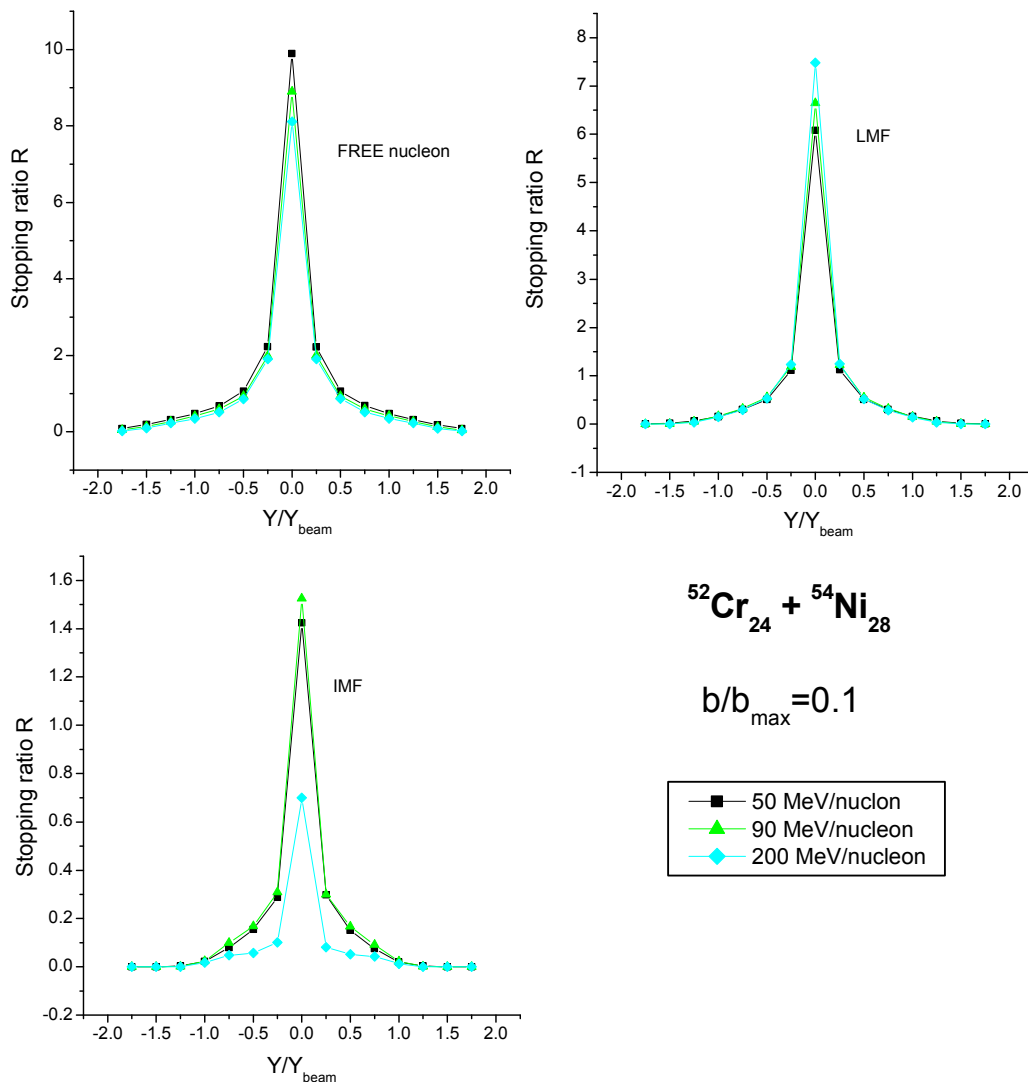 10
8
6
4
2
0
Stopping ratio R
FREE nucleon
-2.0 -1.5 -1.0 -0.5 0.0 0.5 1.0 1.5 2.0
Y/Y_beam
8
7
6
5
4
3
2
1
0
-1
Stopping ratio R
LMF
-2.0 -1.5 -1.0 -0.5 0.0 0.5 1.0 1.5 2.0
Y/Y_beam
1.6
1.4
1.2
1.0
0.8
0.6
0.4
0.2
0.0
-0.2
Stopping ratio R
IMF
-2.0 -1.5 -1.0 -0.5 0.0 0.5 1.0 1.5 2.0
Y/Y_beam
⁵²Cr₂₄ + ⁵⁴Ni₂₈
b/b_max=0.1
50 MeV/nuclon
90 MeV/nucleon
200 MeV/nucleon